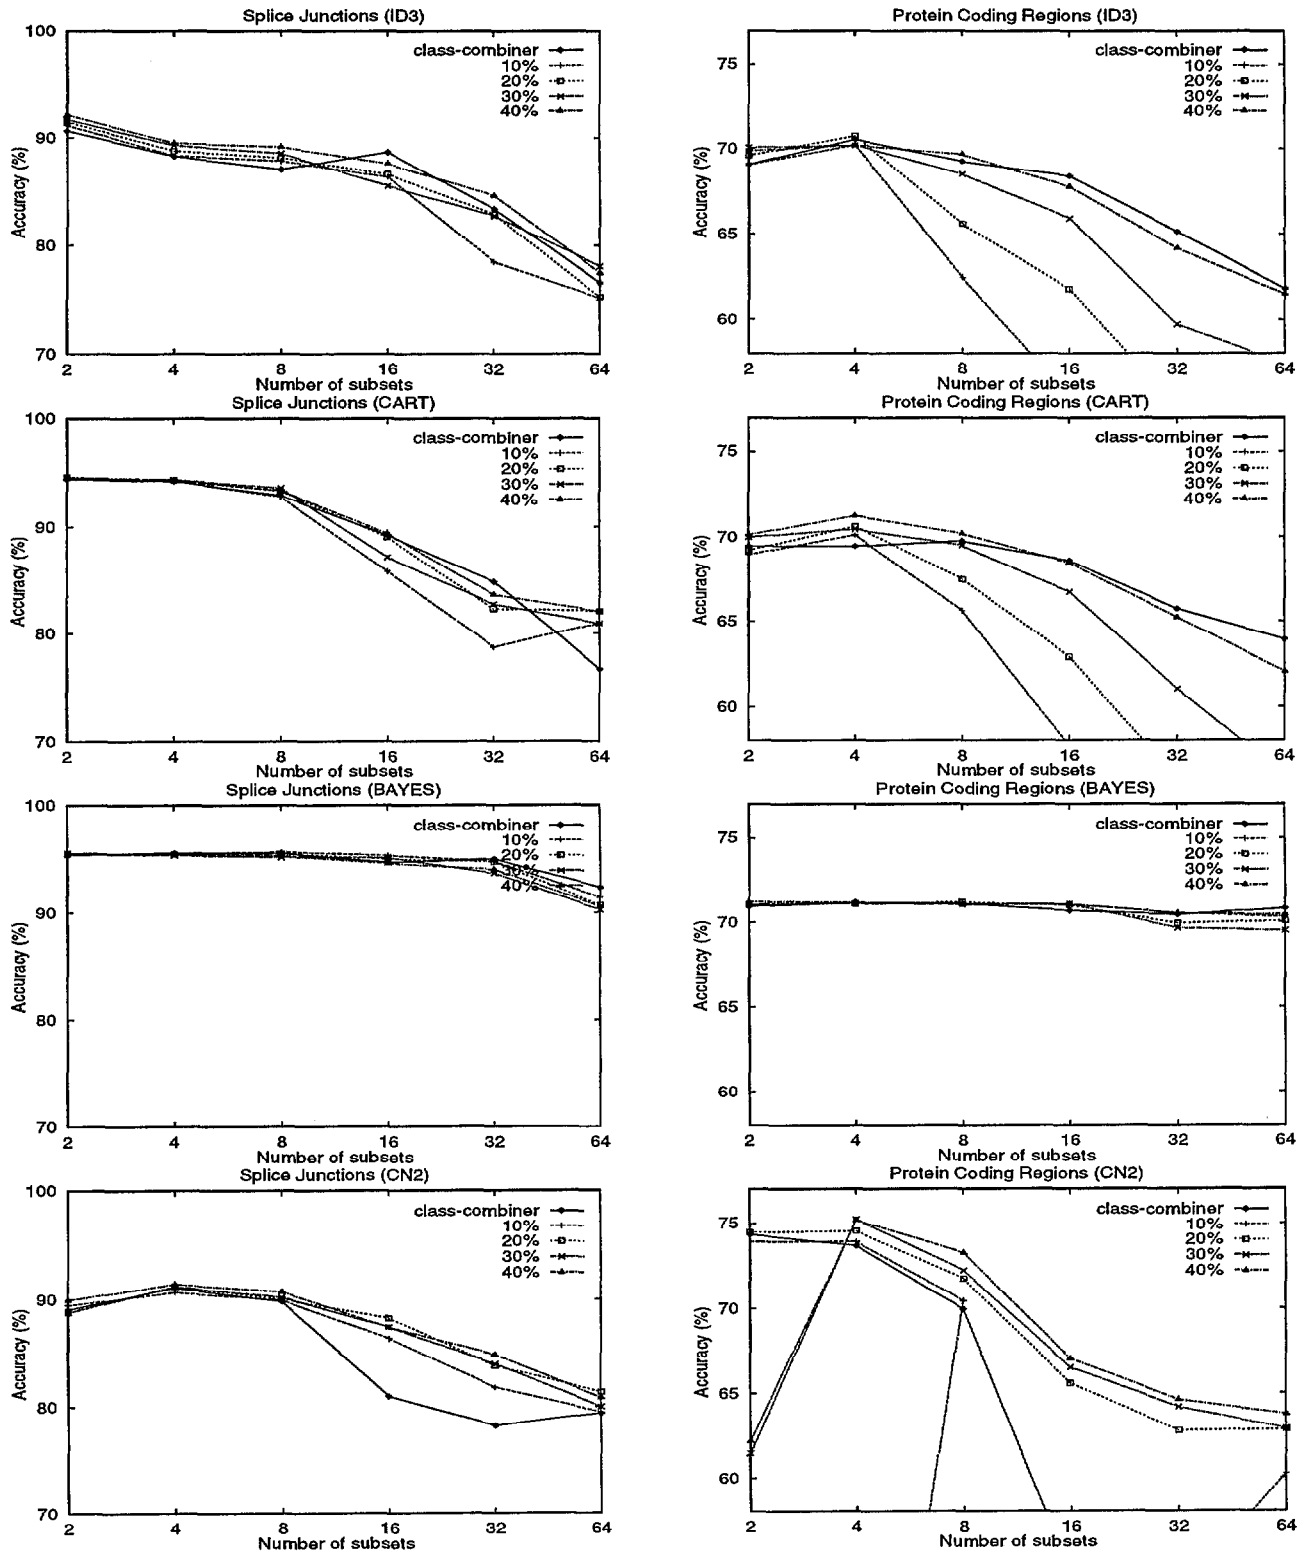 Splice Junctions (ID3)
100
90
80
70
Accuracy (%)
class-combiner
10%
20%
30%
40%
2 4 8 16 32 64
Number of subsets
Protein Coding Regions (ID3)
75
70
65
60
Accuracy (%)
class-combiner
10%
20%
30%
40%
2 4 8 16 32 64
Number of subsets
Splice Junctions (CART)
100
90
80
70
Accuracy (%)
class-combiner
10%
20%
30%
40%
2 4 8 16 32 64
Number of subsets
Protein Coding Regions (CART)
75
70
65
60
Accuracy (%)
class-combiner
10%
20%
30%
40%
2 4 8 16 32 64
Number of subsets
Splice Junctions (BAYES)
100
90
80
70
Accuracy (%)
class-combiner
10%
20%
30%
40%
2 4 8 16 32 64
Number of subsets
Protein Coding Regions (BAYES)
75
70
65
60
Accuracy (%)
class-combiner
10%
20%
30%
40%
2 4 8 16 32 64
Number of subsets
Splice Junctions (CN2)
100
90
80
70
Accuracy (%)
class-combiner
10%
20%
30%
40%
2 4 8 16 32 64
Number of subsets
Protein Coding Regions (CN2)
75
70
65
60
Accuracy (%)
class-combiner
10%
20%
30%
40%
2 4 8 16 32 64
Number of subsets